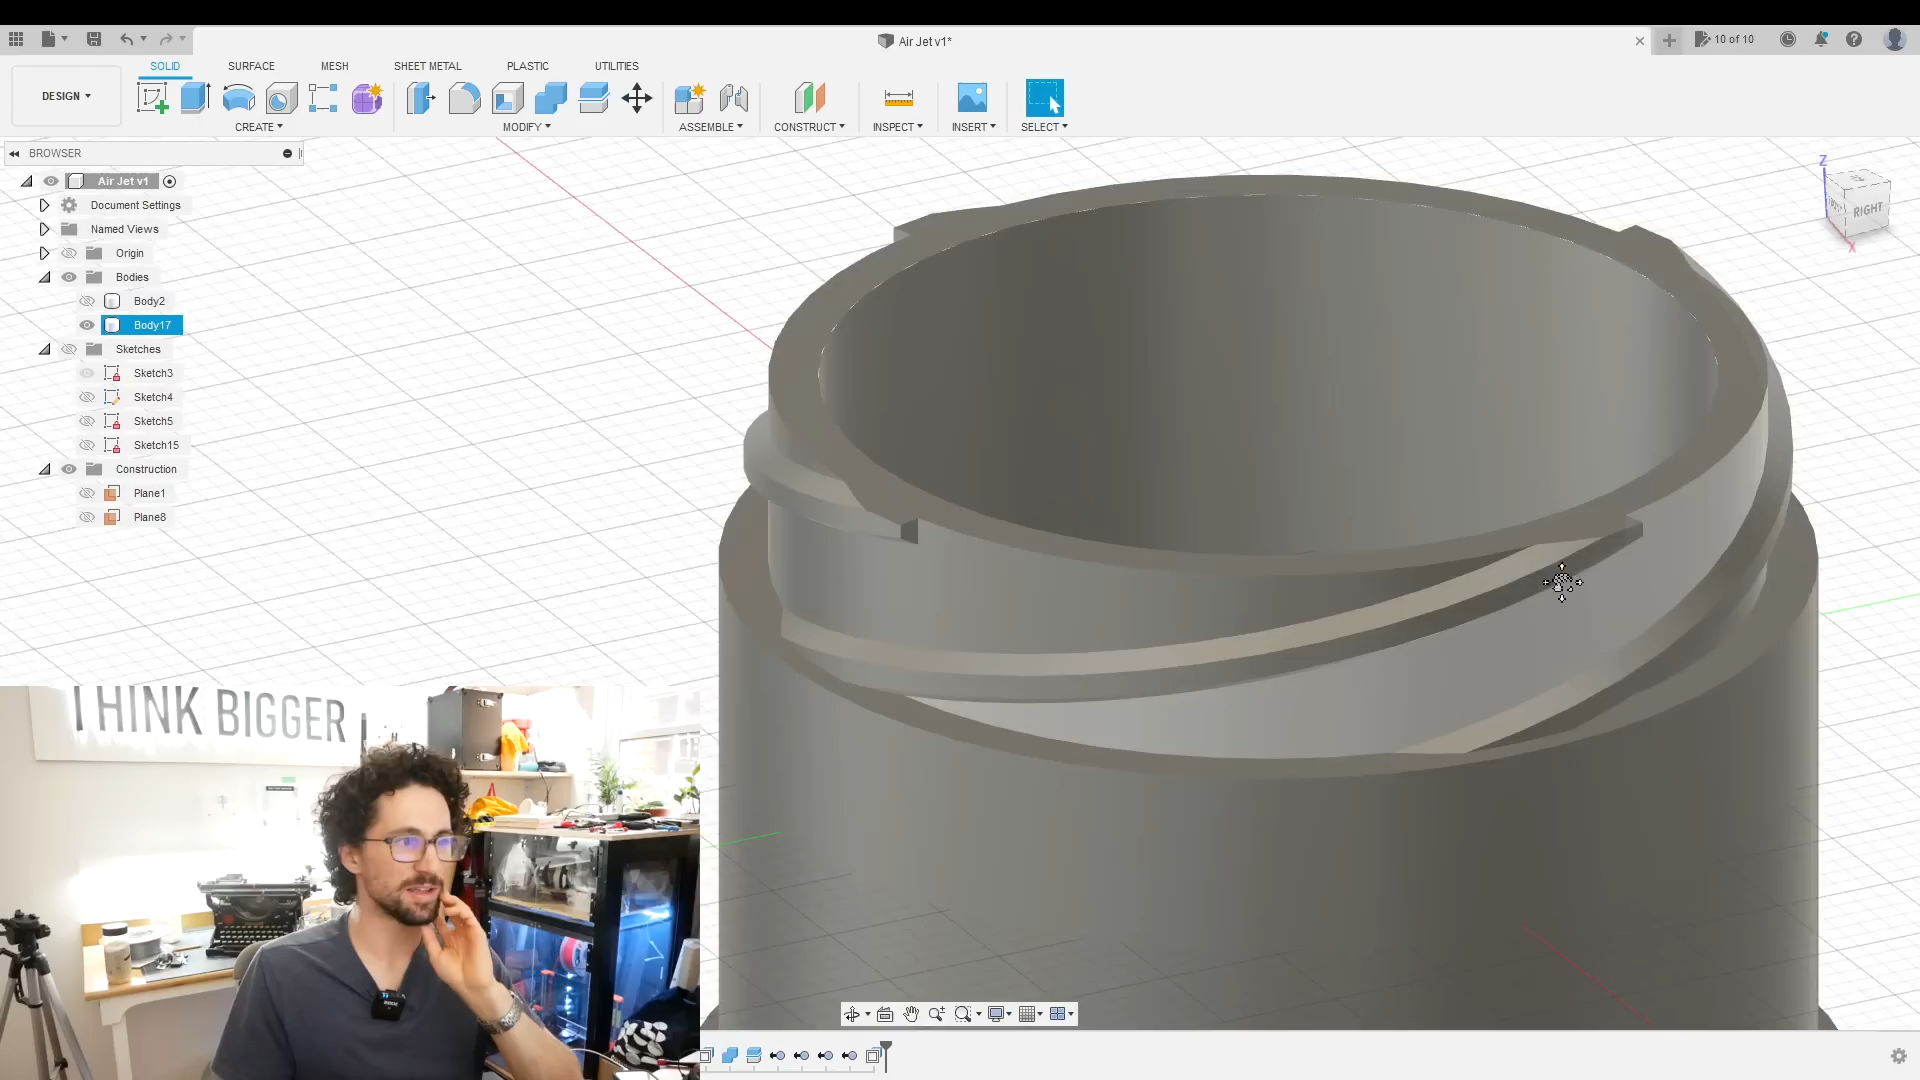 Air Jet v1*
10 of 10
DESIGN
SOLID
SURFACE
MESH
SHEET METAL
PLASTIC
UTILITIES
CREATE
MODIFY
ASSEMBLE
CONSTRUCT
INSPECT
INSERT
SELECT
BROWSER
Air Jet v1
Document Settings
Named Views
Origin
Bodies
Body2
Body17
Sketches
Sketch3
Sketch4
Sketch5
Sketch15
Construction
Plane1
Plane8
Z
RIGHT
X
THINK BIGGER